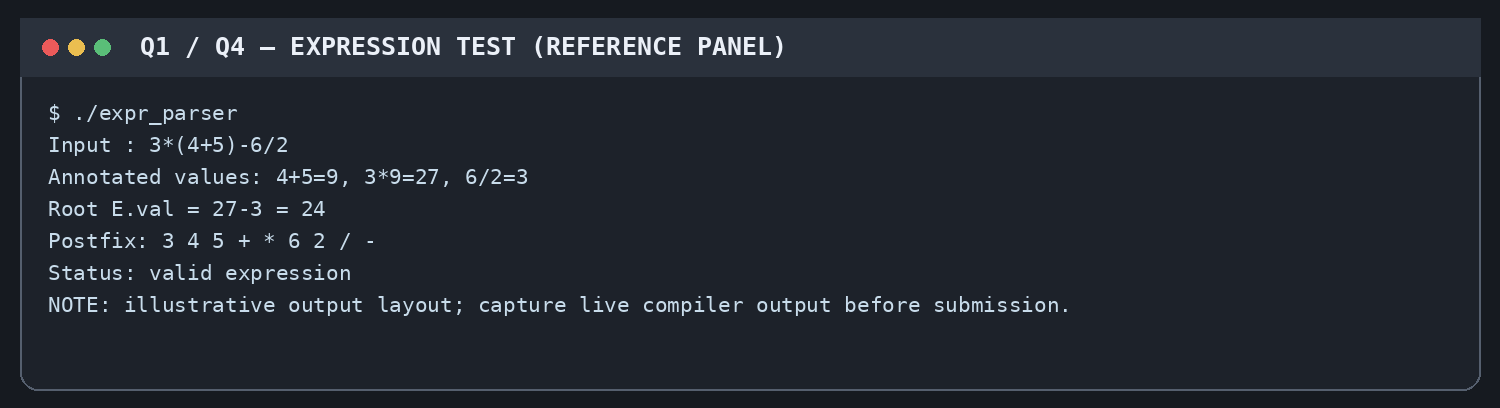 Q1 / Q4 — EXPRESSION TEST (REFERENCE PANEL)
$ ./expr_parser
Input : 3*(4+5)-6/2
Annotated values: 4+5=9, 3*9=27, 6/2=3
Root E.val = 27-3 = 24
Postfix: 3 4 5 + * 6 2 / -
Status: valid expression
NOTE: illustrative output layout; capture live compiler output before submission.